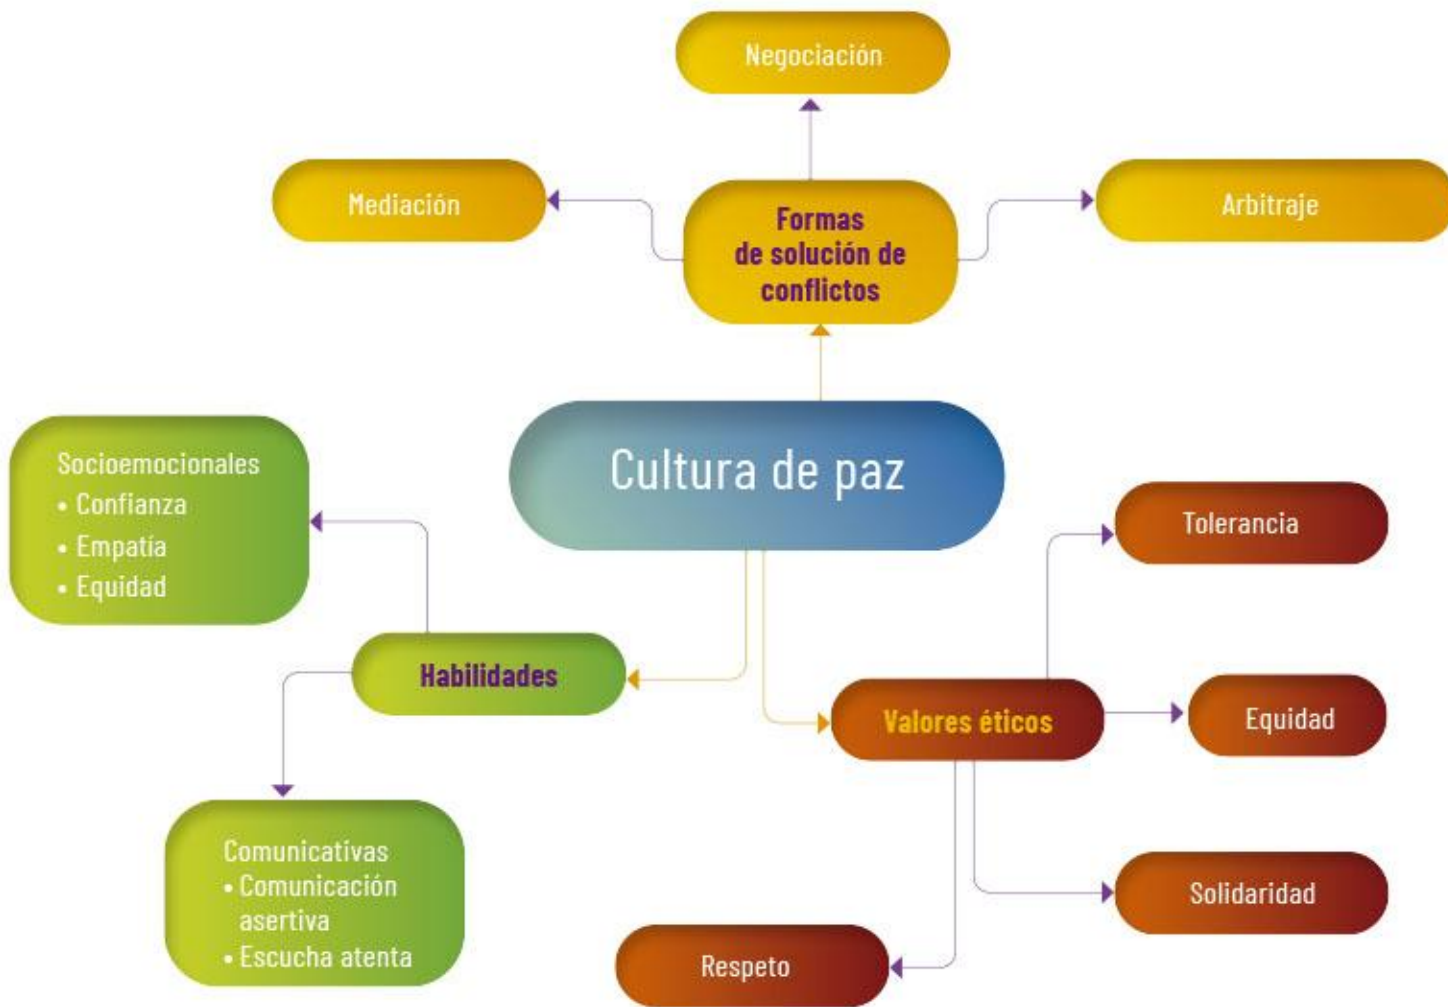 Negociación
Mediación
Formas
de solución de
conflictos
Arbitraje
Cultura de paz
Socioemocionales
• Confianza
• Empatía
• Equidad
Habilidades
Comunicativas
• Comunicación
asertiva
• Escucha atenta
Valores éticos
Tolerancia
Equidad
Solidaridad
Respeto